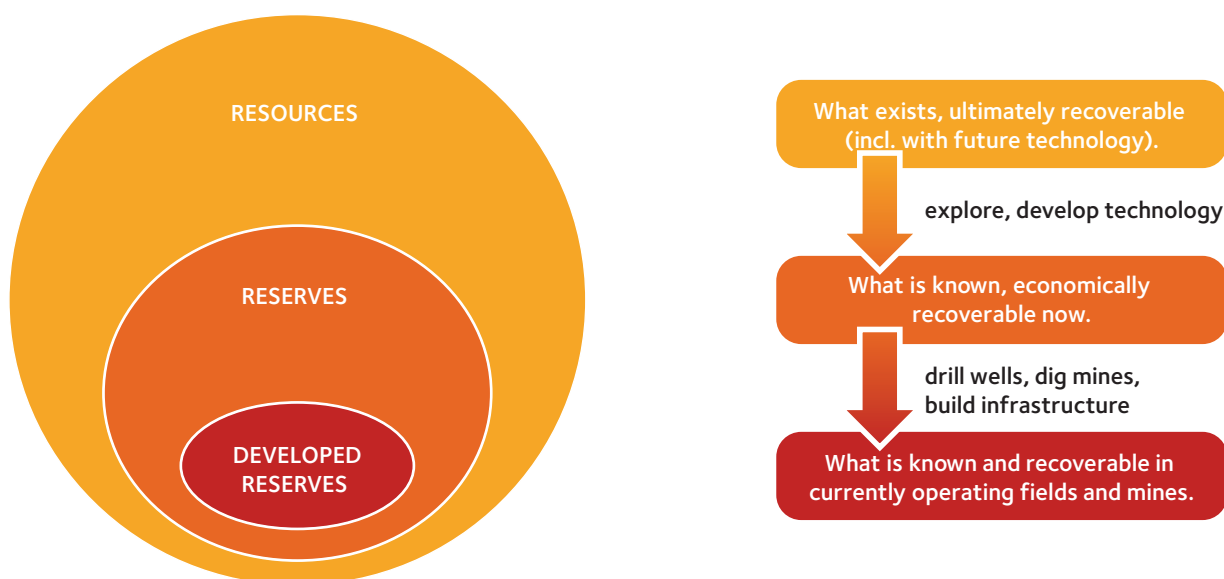 RESOURCES
RESERVES
DEVELOPED
RESERVES
What exists, ultimately recoverable
(incl. with future technology).
explore, develop technology
What is known, economically
recoverable now.
drill wells, dig mines,
build infrastructure
What is known and recoverable in
currently operating fields and mines.